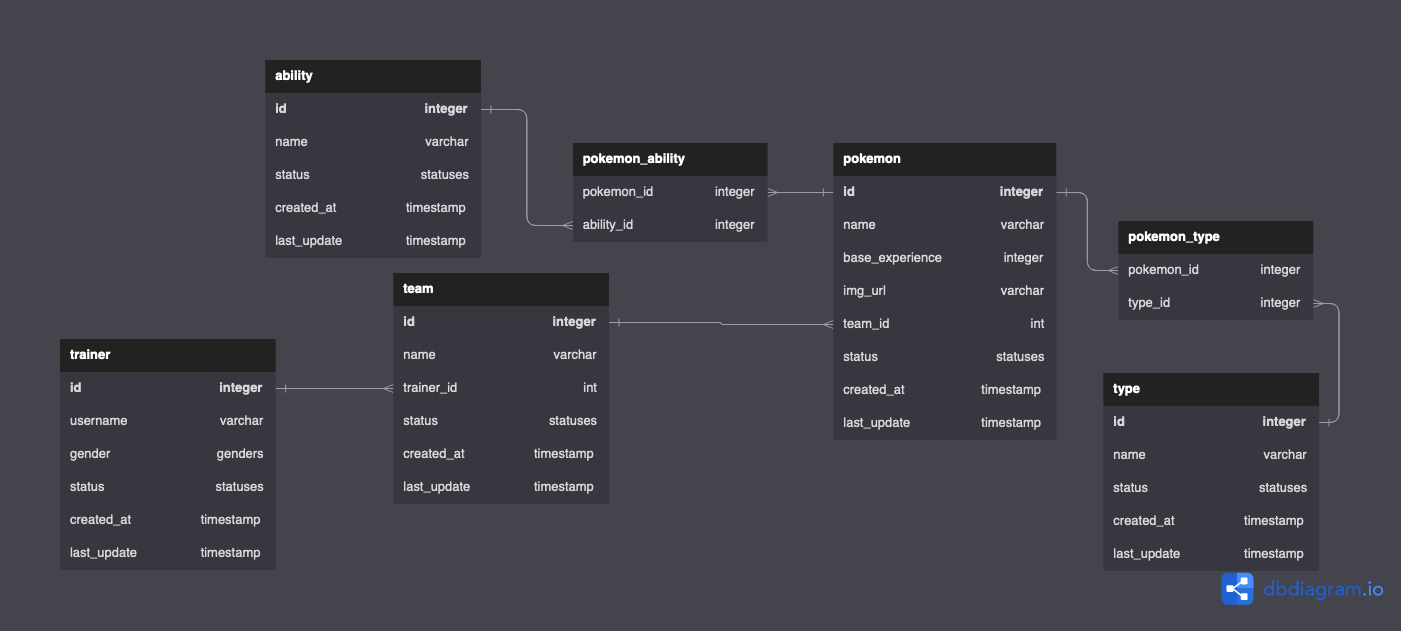 ability
id integer
name varchar
status statuses
created_at timestamp
last_update timestamp
pokemon_ability
pokemon_id integer
ability_id integer
pokemon
id integer
name varchar
base_experience integer
img_url varchar
team_id int
status statuses
created_at timestamp
last_update timestamp
pokemon_type
pokemon_id integer
type_id integer
team
id integer
name varchar
trainer_id int
status statuses
created_at timestamp
last_update timestamp
trainer
id integer
username varchar
gender genders
status statuses
created_at timestamp
last_update timestamp
type
id integer
name varchar
status statuses
created_at timestamp
last_update timestamp
dbdiagram.io